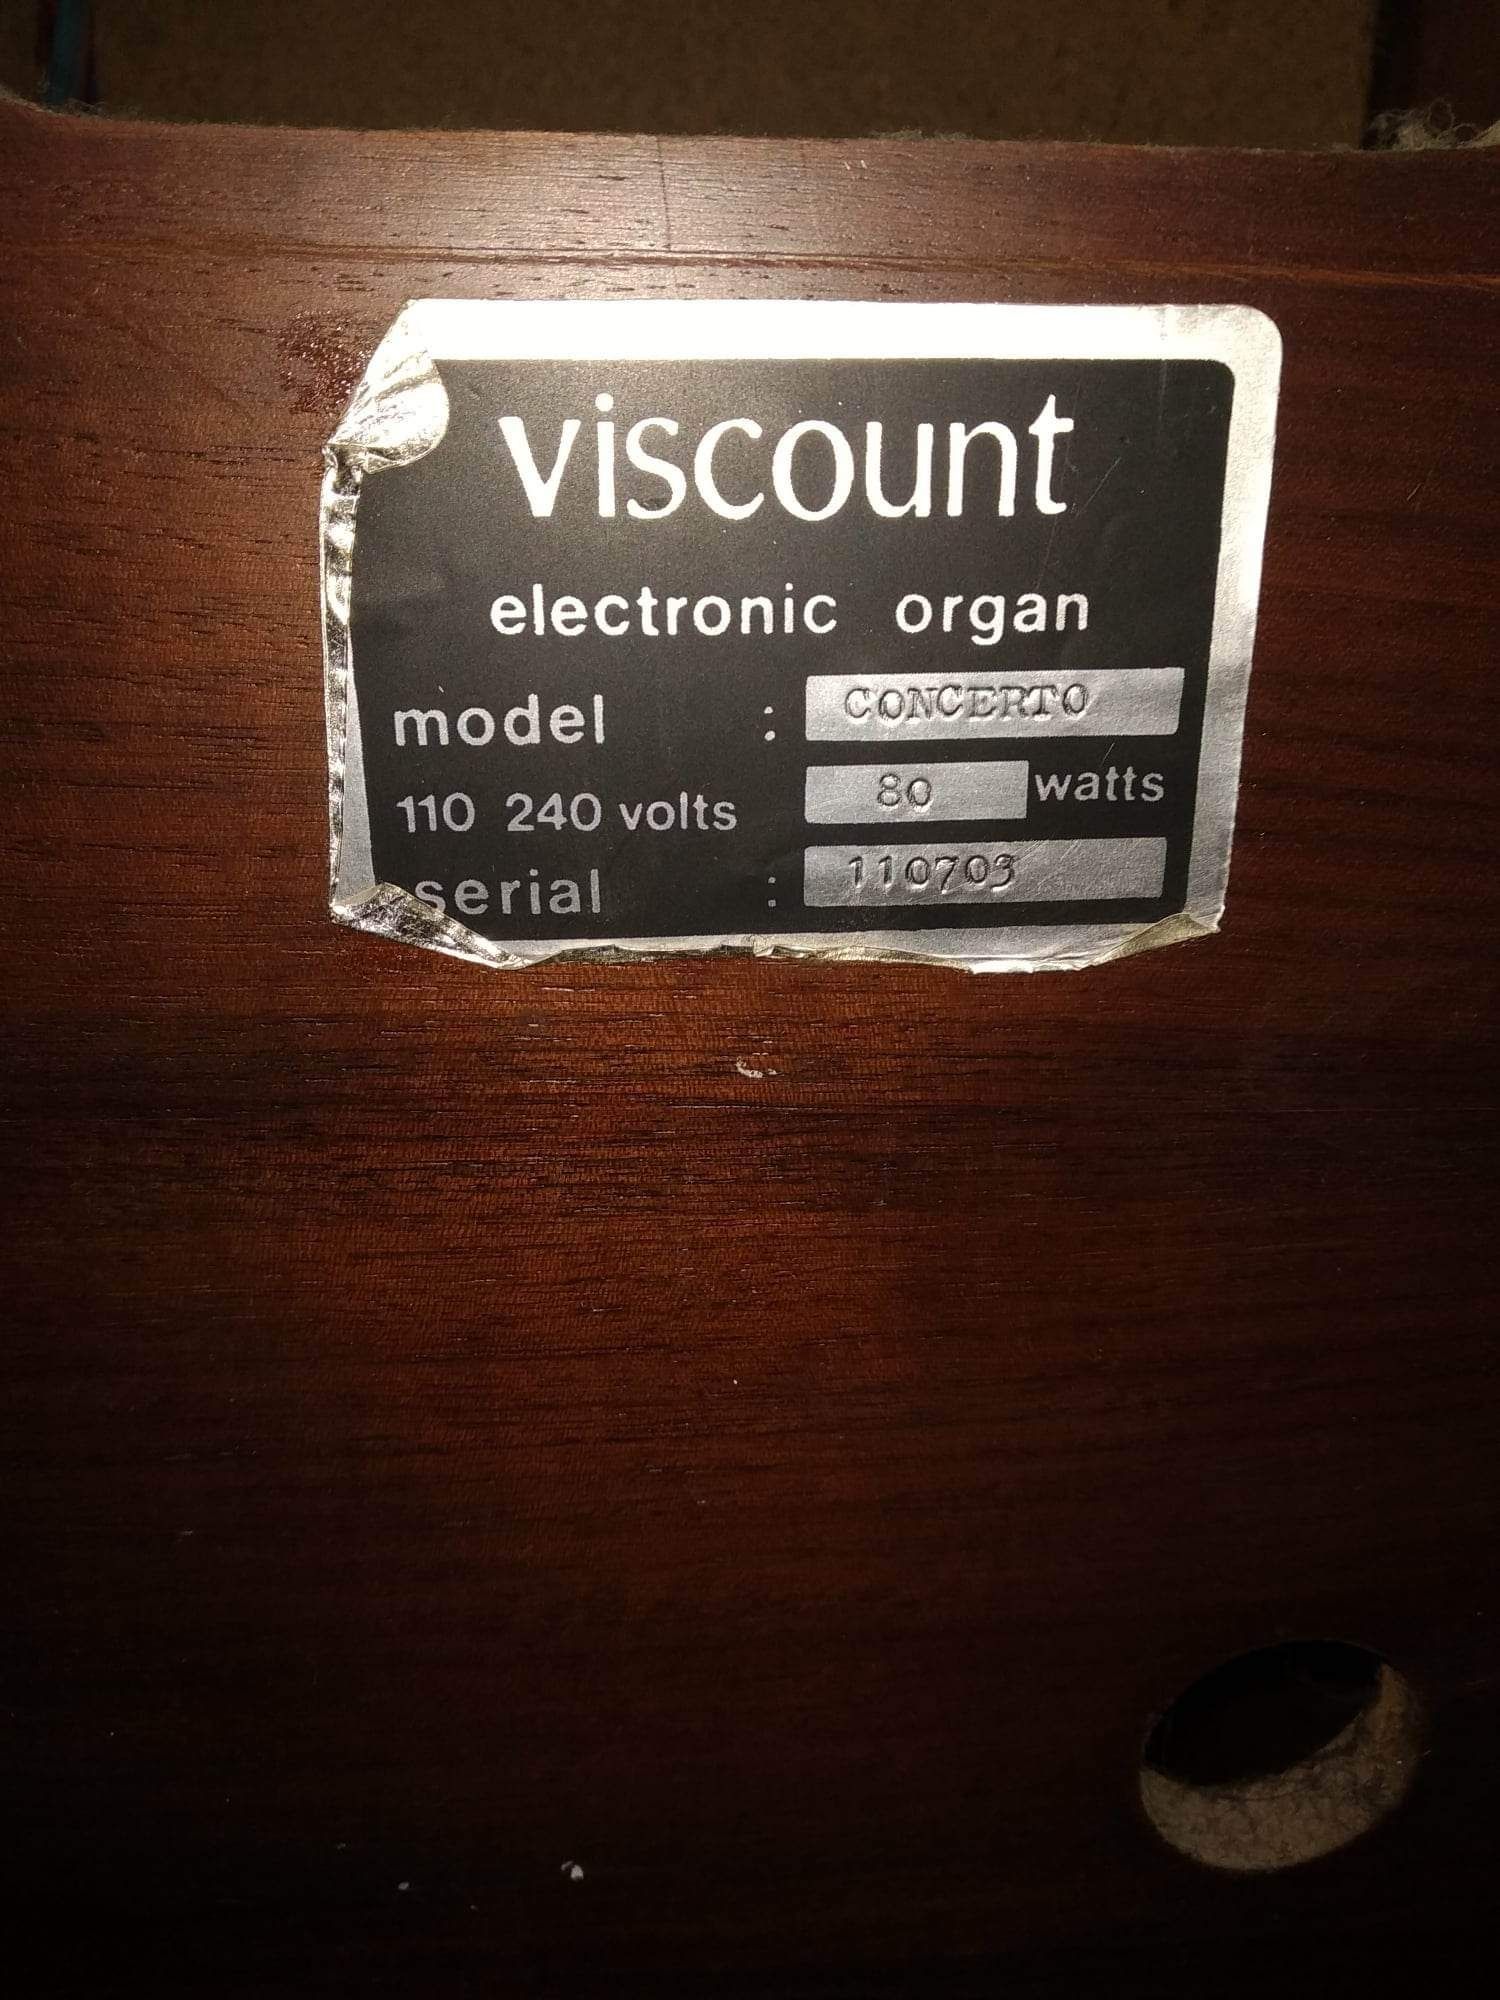 viscount
electronic organ
model : CONCERTO
110 240 volts 80 watts
serial : 110703